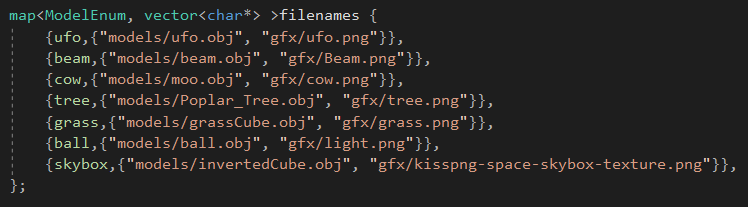 map<ModelEnum, vector<char*> >filenames {
{ufo,{"models/ufo.obj", "gfx/ufo.png"}},
{beam,{"models/beam.obj", "gfx/Beam.png"}},
{cow,{"models/moo.obj", "gfx/cow.png"}},
{tree,{"models/Poplar_Tree.obj", "gfx/tree.png"}},
{grass,{"models/grassCube.obj", "gfx/grass.png"}},
{ball,{"models/ball.obj", "gfx/light.png"}},
{skybox,{"models/invertedCube.obj", "gfx/kisspng-space-skybox-texture.png"}},
};